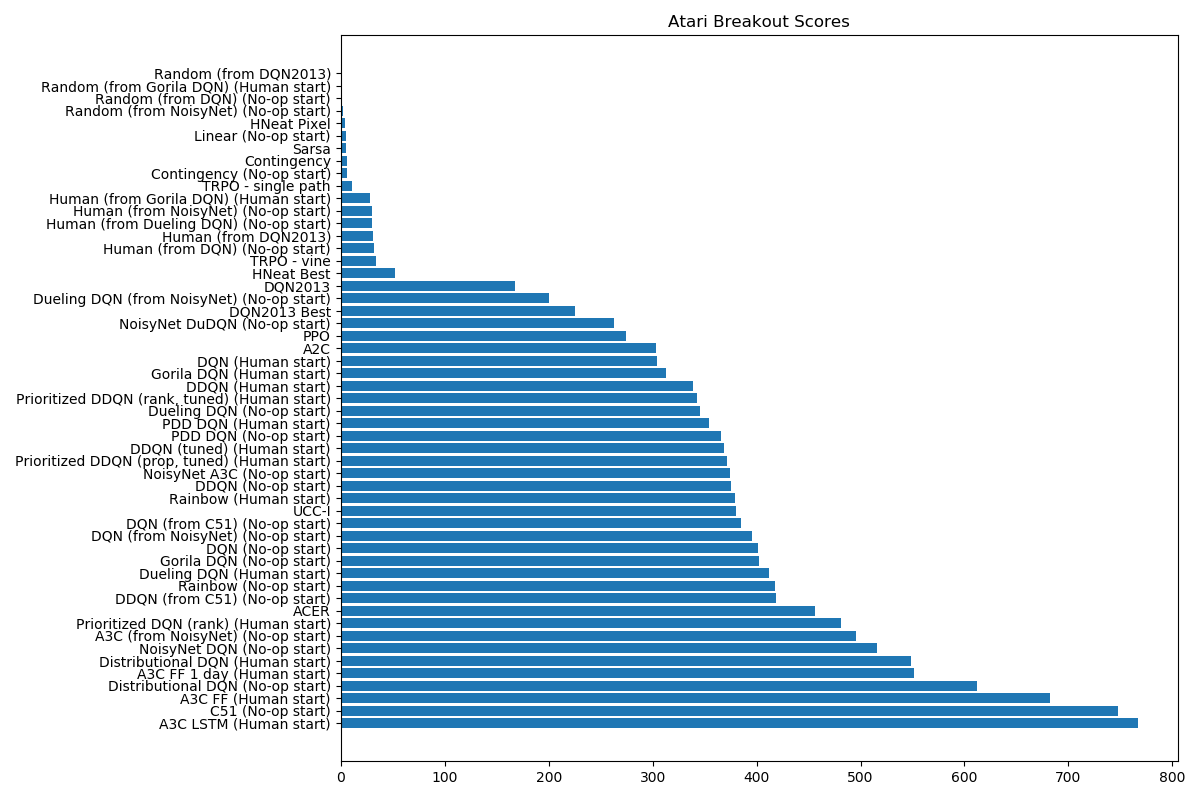 Atari Breakout Scores
Random (from DQN2013)
Random (from Gorila DQN) (Human start)
Random (from DQN) (No-op start)
Random (from NoisyNet) (No-op start)
HNeat Pixel
Linear (No-op start)
Sarsa
Contingency
Contingency (No-op start)
TRPO - single path
Human (from Gorila DQN) (Human start)
Human (from NoisyNet) (No-op start)
Human (from Dueling DQN) (No-op start)
Human (from DQN2013)
Human (from DQN) (No-op start)
TRPO - vine
HNeat Best
DQN2013
Dueling DQN (from NoisyNet) (No-op start)
DQN2013 Best
NoisyNet DuDQN (No-op start)
PPO
A2C
DQN (Human start)
Gorila DQN (Human start)
DDQN (Human start)
Prioritized DDQN (rank, tuned) (Human start)
Dueling DQN (No-op start)
PDD DQN (Human start)
PDD DQN (No-op start)
DDQN (tuned) (Human start)
Prioritized DDQN (prop, tuned) (Human start)
NoisyNet A3C (No-op start)
DDQN (No-op start)
Rainbow (Human start)
UCC-I
DQN (from C51) (No-op start)
DQN (from NoisyNet) (No-op start)
DQN (No-op start)
Gorila DQN (No-op start)
Dueling DQN (Human start)
Rainbow (No-op start)
DDQN (from C51) (No-op start)
ACER
Prioritized DQN (rank) (Human start)
A3C (from NoisyNet) (No-op start)
NoisyNet DQN (No-op start)
Distributional DQN (Human start)
A3C FF 1 day (Human start)
Distributional DQN (No-op start)
A3C FF (Human start)
C51 (No-op start)
A3C LSTM (Human start)
0 100 200 300 400 500 600 700 800